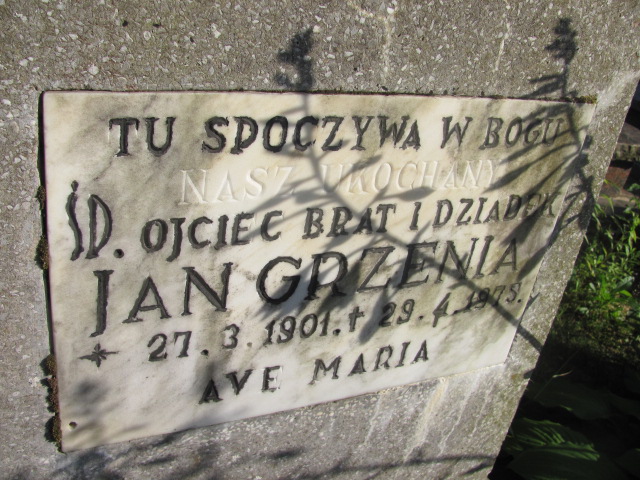 TU SPOCZYWA W BOGU
NASZ UKOCHANY
ŚP. OJCIEC BRAT I DZIADEK
JAN GRZENIA
* 27.3.1901. † 29.4.1975.
AVE MARIA